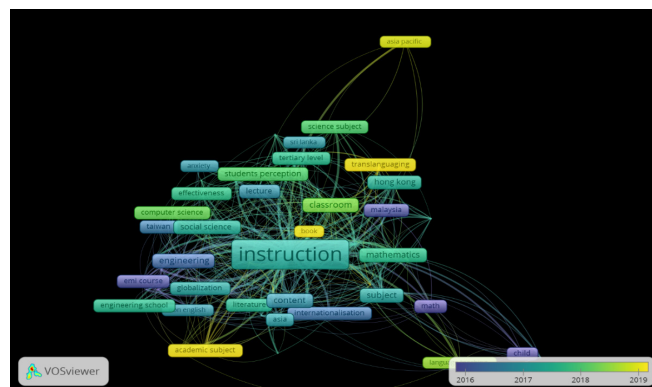 asia pacific
science subject
sri lanka
tertiary level
anxiety
translanguaging
students perception
hong kong
effectiveness
lecture
classroom
malaysia
computer science
taiwan
social science
book
instruction
mathematics
engineering
emi course
globalization
subject
content
engineering school
literature
math
english
internationalisation
asia
academic subject
child
VOSviewer
2016
2017
2018
2019